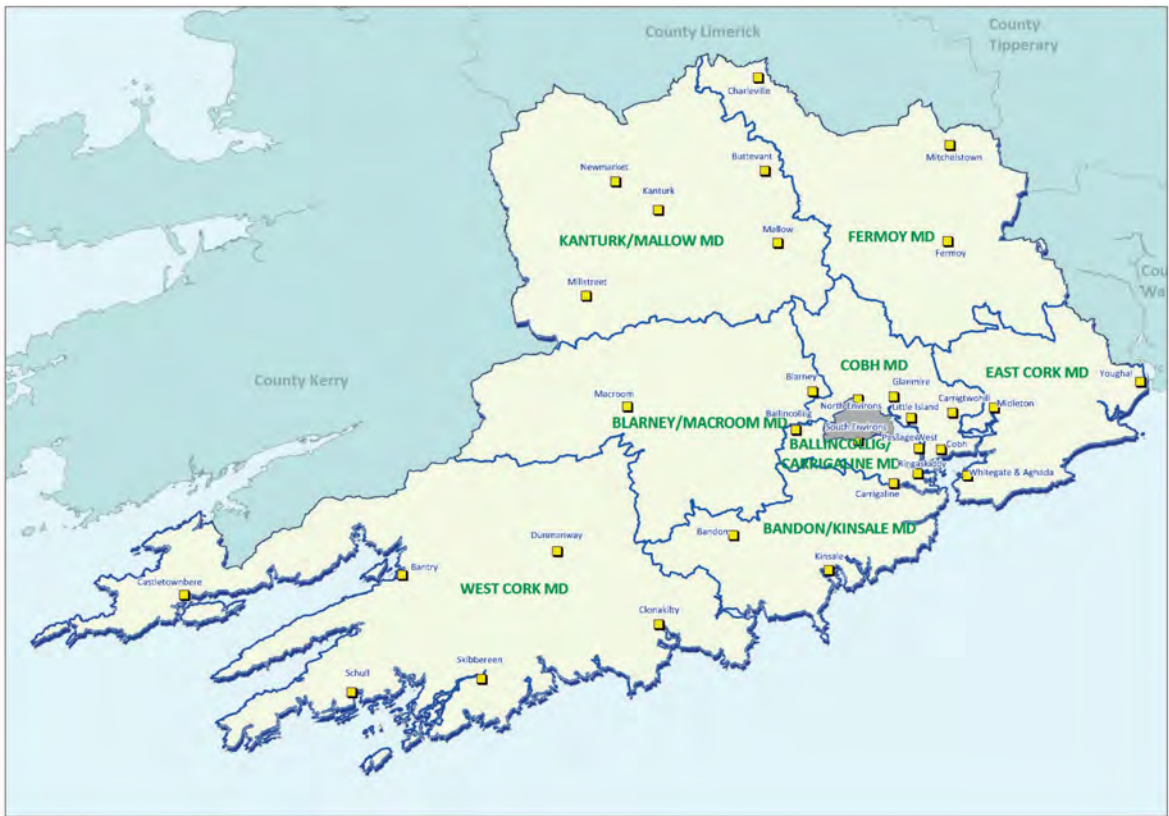 County Limerick
County
Tipperary
Charleville
Mitchelstown
Buttevant
Newmarket
Kanturk
KANTURK/MALLOW MD
Mallow
FERMOY MD
Fermoy
Millstreet
COBH MD
EAST CORK MD
County Kerry
Youghal
Blarney
Glanmire
Macroom
North Environs
Little Island
Carrigtwohill
Midleton
BLARNEY/MACROOM MD
Ballincollig
South Environs
Passage West
BALLINCOLLIG/
CARRIGALINE MD
Cobh
Ringaskiddy
Whitegate & Aghada
Carrigaline
Bandon
BANDON/KINSALE MD
Dunmanway
Kinsale
Bantry
Castletownbere
WEST CORK MD
Clonakilty
Skibbereen
Schull